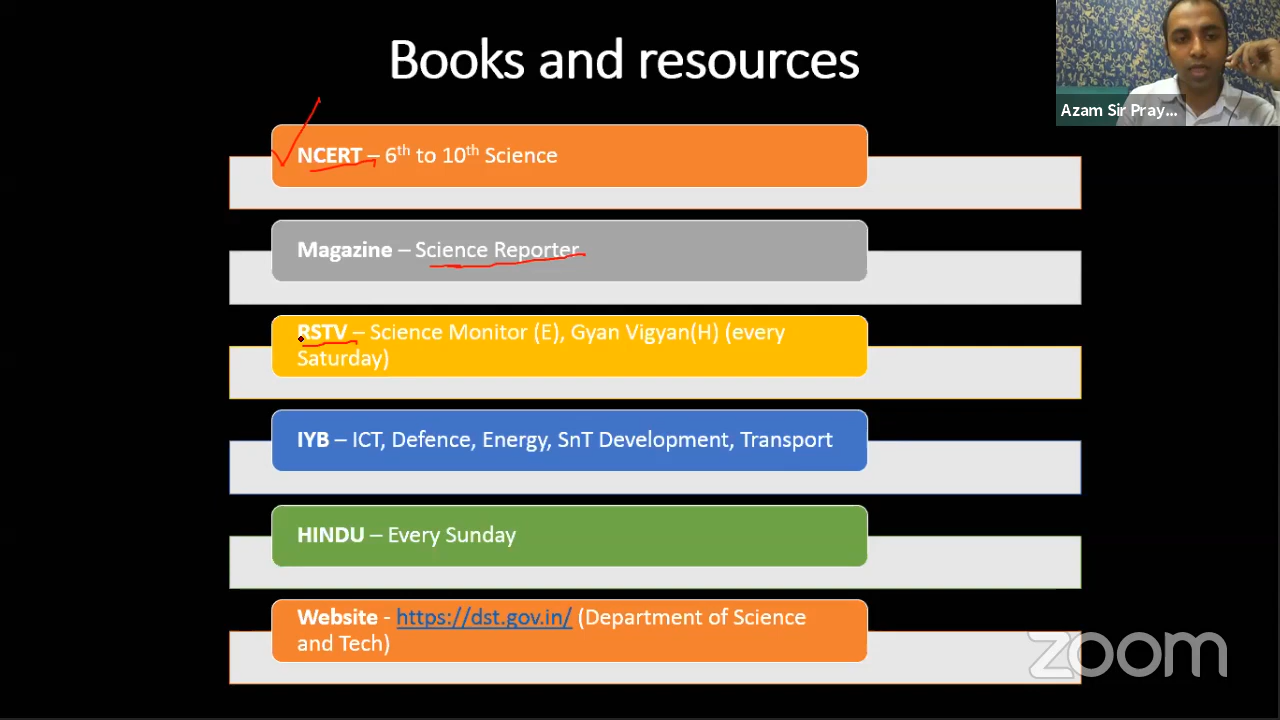 Books and resources
Azam Sir Pray...
NCERT – 6th to 10th Science
Magazine – Science Reporter
RSTV – Science Monitor (E), Gyan Vigyan(H) (every
Saturday)
IYB – ICT, Defence, Energy, SnT Development, Transport
HINDU – Every Sunday
Website - https://dst.gov.in/ (Department of Science
and Tech)
zoom